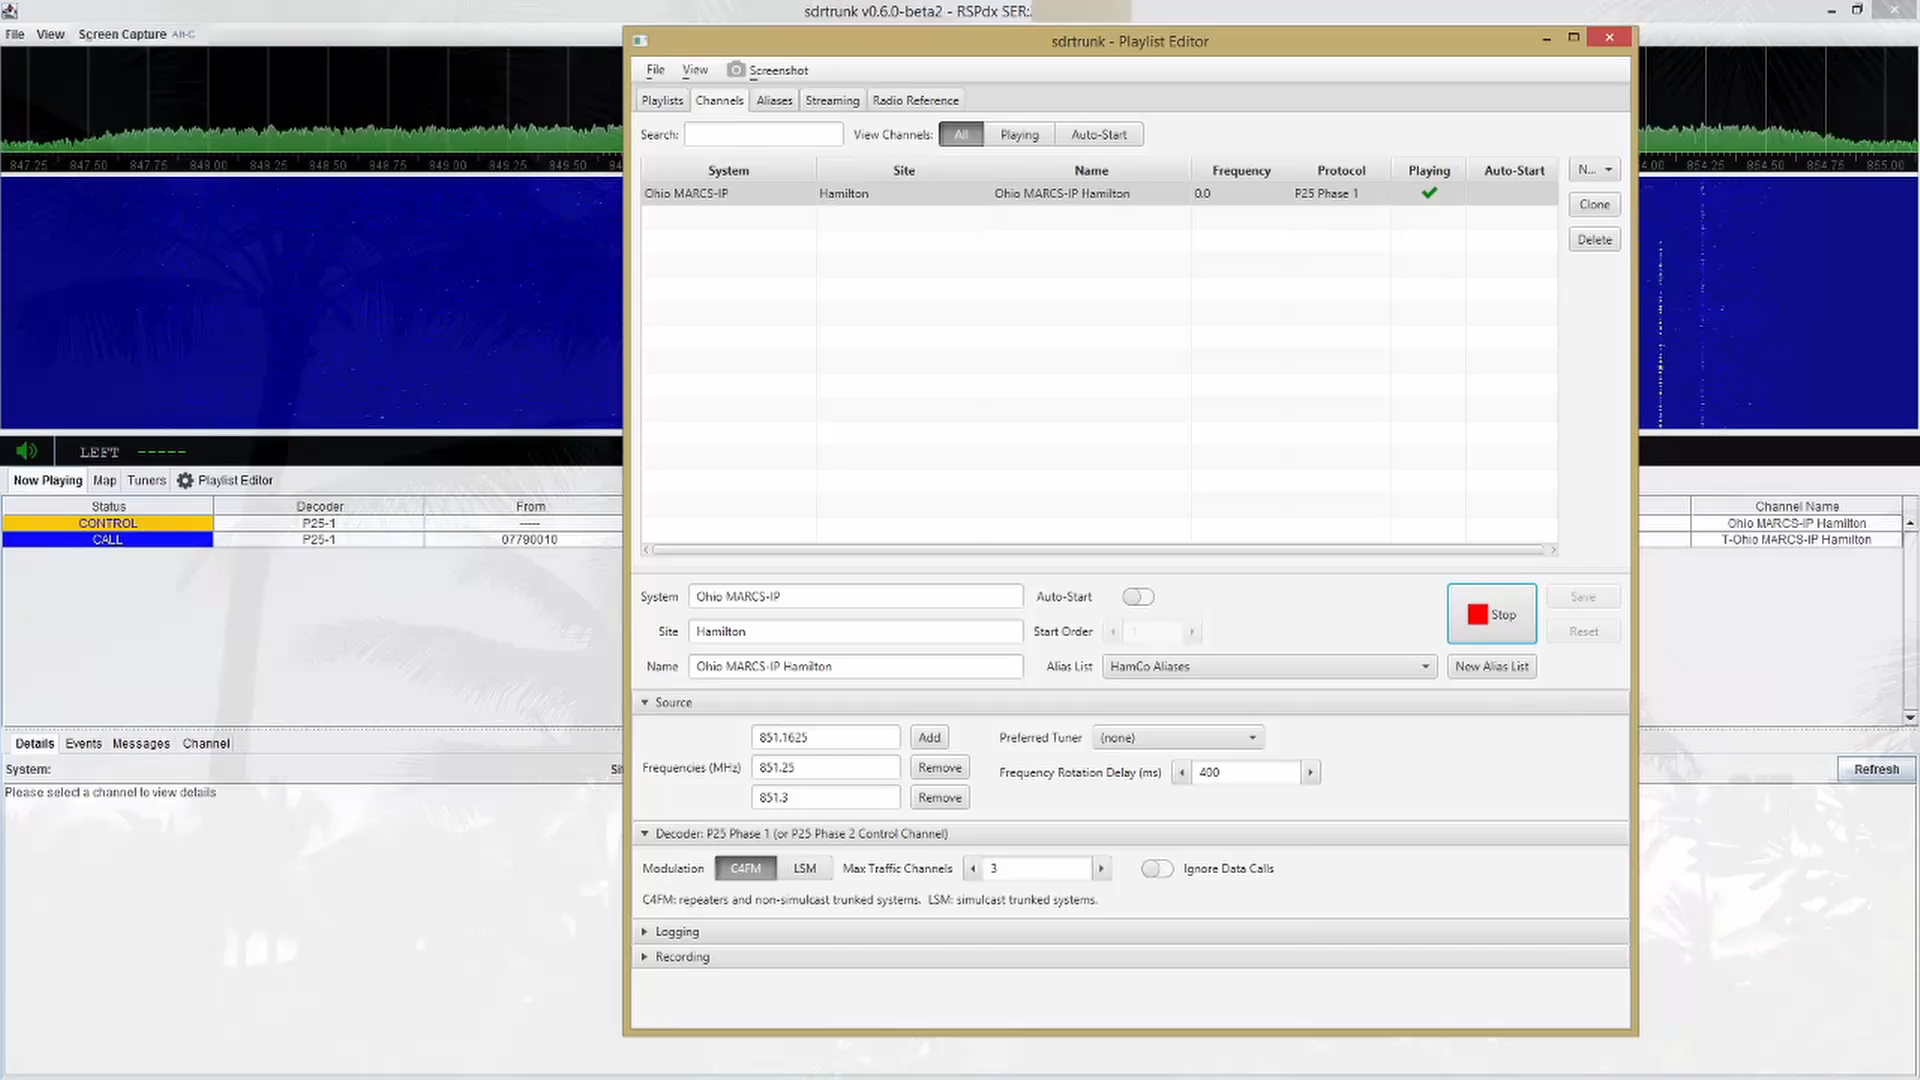 sdrtrunk v0.6.0-beta2 - RSPdx SER:
File View Screen Capture Alt-C
847.25 847.50 847.75 848.00 848.25 848.50 848.75 849.00 849.25 849.50
854.25 854.50 854.75 855.00
LEFT -----
Now Playing Map Tuners Playlist Editor
Status Decoder From Channel Name
CONTROL P25-1 ----- Ohio MARCS-IP Hamilton
CALL P25-1 07790010 T-Ohio MARCS-IP Hamilton
Details Events Messages Channel
System:
Refresh
Please select a channel to view details
sdrtrunk - Playlist Editor
File View Screenshot
Playlists Channels Aliases Streaming Radio Reference
Search: View Channels: All Playing Auto-Start
System Site Name Frequency Protocol Playing Auto-Start
N...
Ohio MARCS-IP Hamilton Ohio MARCS-IP Hamilton 0.0 P25 Phase 1
Clone
Delete
System Ohio MARCS-IP Auto-Start
Stop Save
Site Hamilton Start Order 1
Reset
Name Ohio MARCS-IP Hamilton Alias List HamCo Aliases New Alias List
Source
851.1625 Add Preferred Tuner (none)
Frequencies (MHz) 851.25 Remove Frequency Rotation Delay (ms) 400
851.3 Remove
Decoder: P25 Phase 1 (or P25 Phase 2 Control Channel)
Modulation C4FM LSM Max Traffic Channels 3 Ignore Data Calls
C4FM: repeaters and non-simulcast trunked systems. LSM: simulcast trunked systems.
Logging
Recording